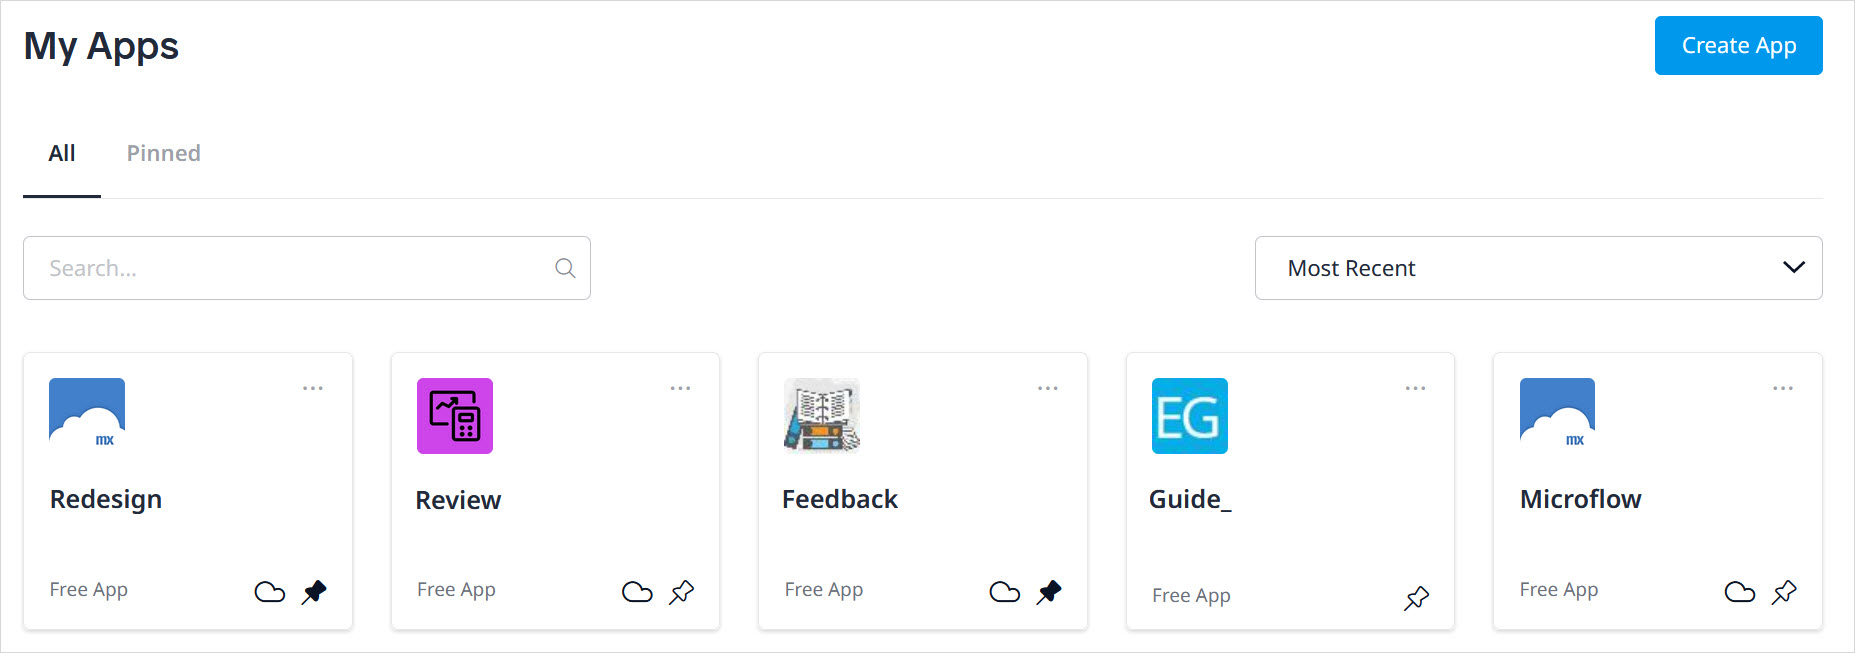 My Apps
Create App
All
Pinned
Search...
Most Recent
mx
EG
mx
Redesign
Review
Feedback
Guide_
Microflow
Free App
Free App
Free App
Free App
Free App